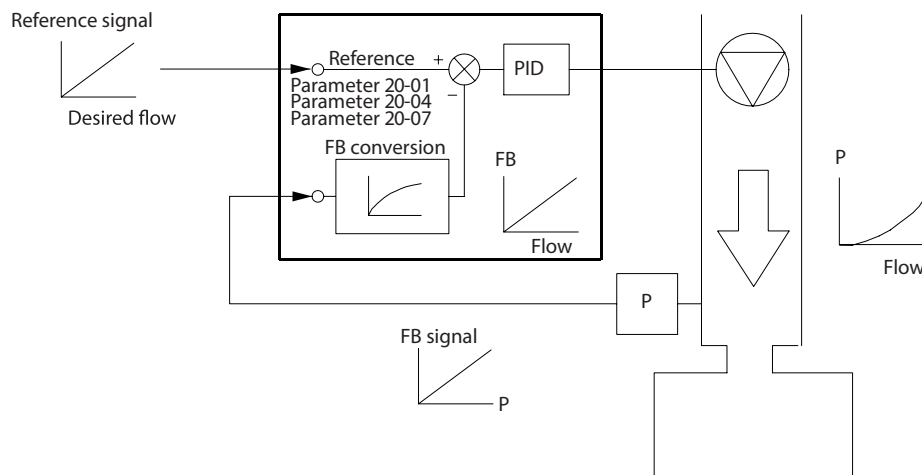 Reference signal
Desired flow
Reference
+
−
Parameter 20-01
Parameter 20-04
Parameter 20-07
FB conversion
PID
FB
Flow
P
Flow
P
FB signal
P